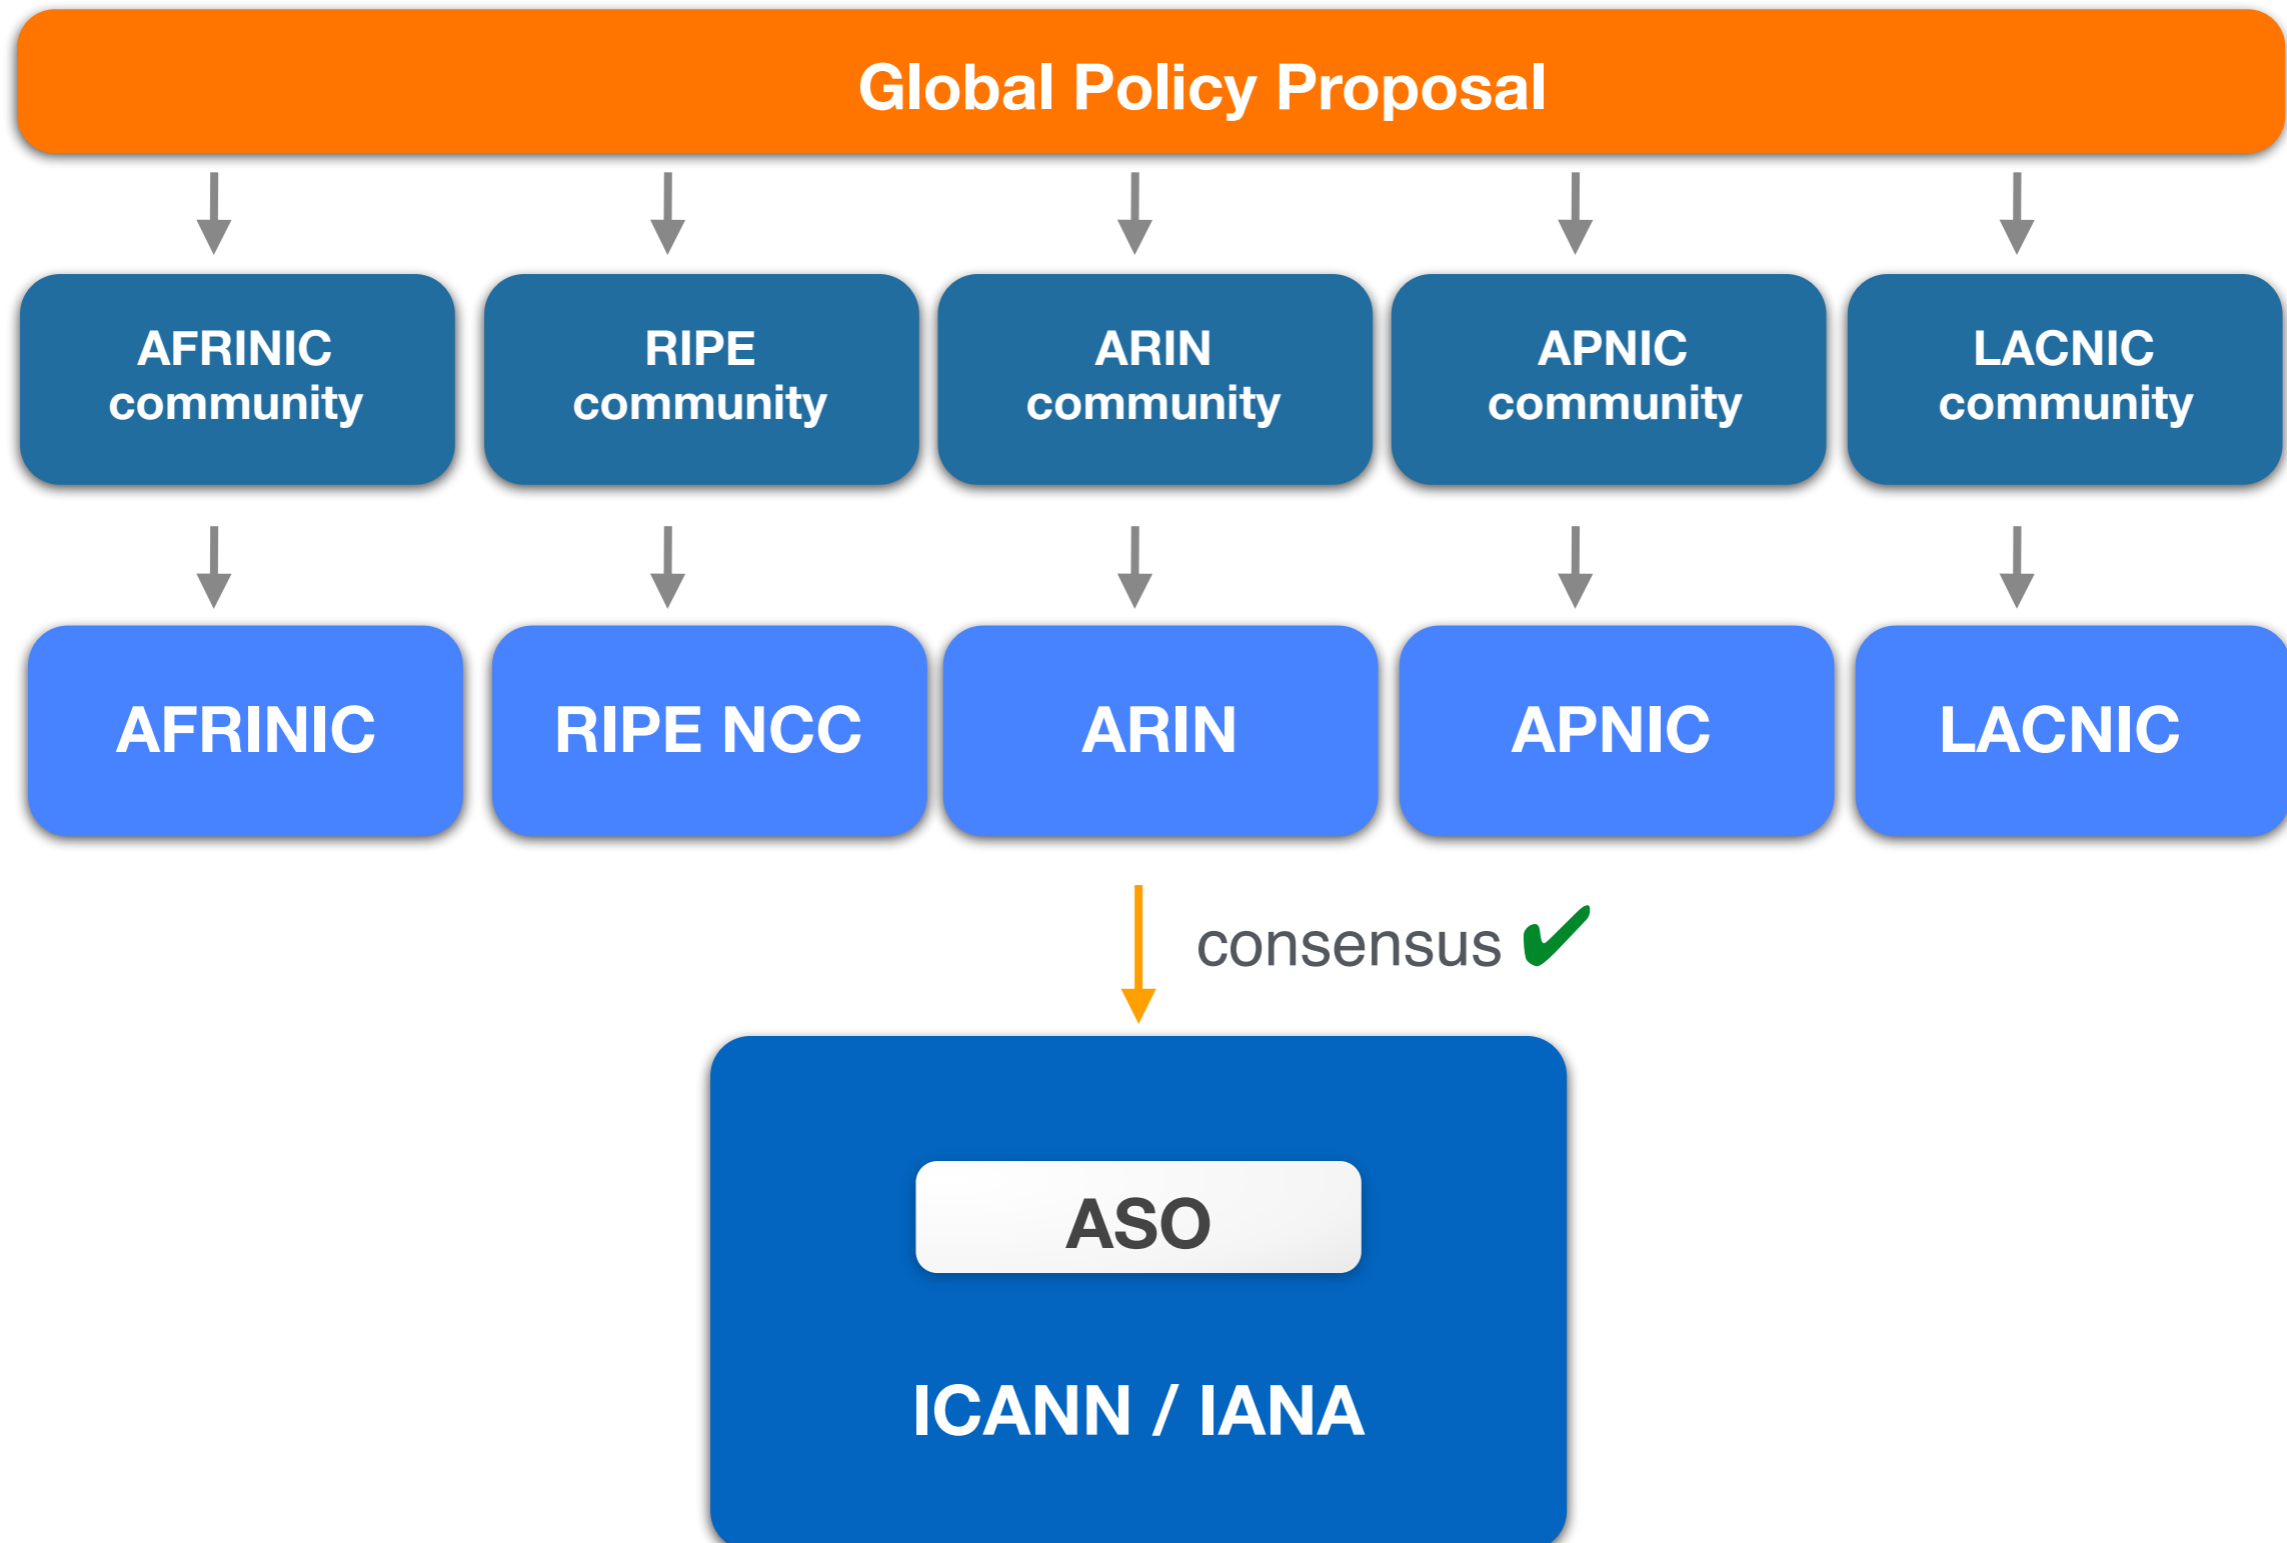 Global Policy Proposal
AFRINIC
community
RIPE
community
ARIN
community
APNIC
community
LACNIC
community
AFRINIC
RIPE NCC
ARIN
APNIC
LACNIC
consensus ✔
ASO
ICANN / IANA